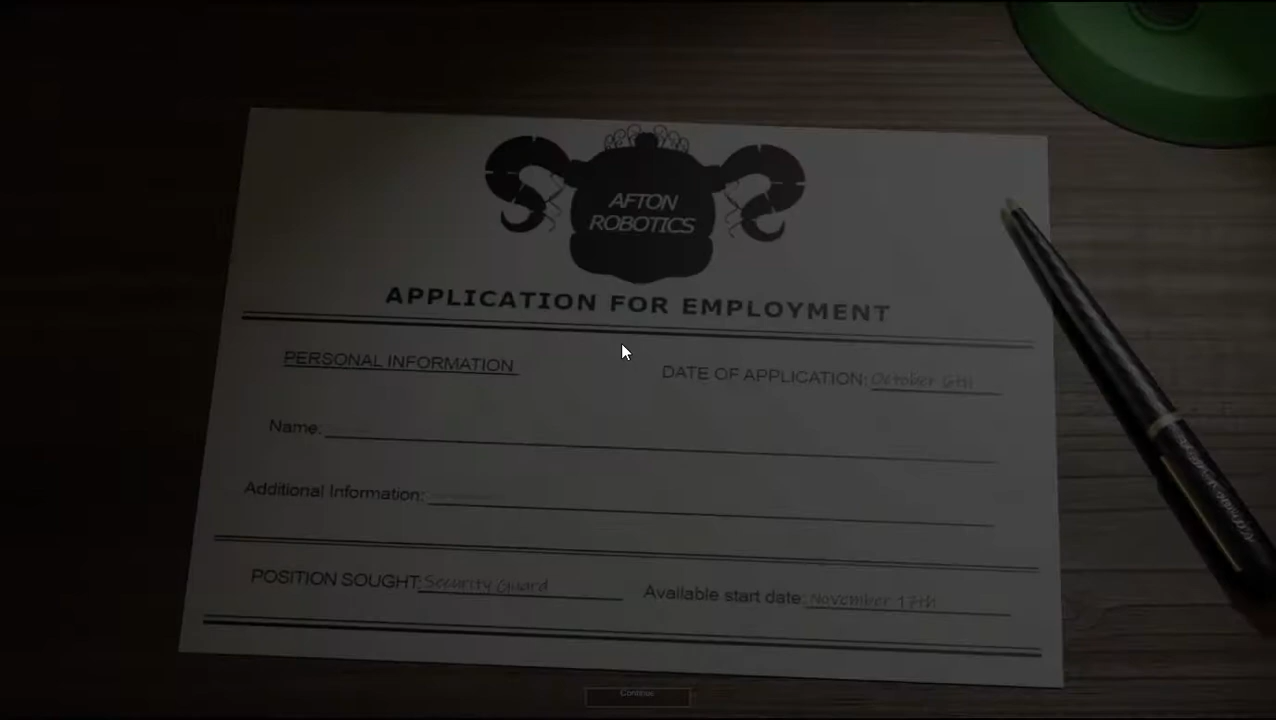 AFTON
ROBOTICS
APPLICATION FOR EMPLOYMENT
PERSONAL INFORMATION
DATE OF APPLICATION: October 6th
Name:
Additional Information:
POSITION SOUGHT: Security Guard
Available start date: November 17th
Continue